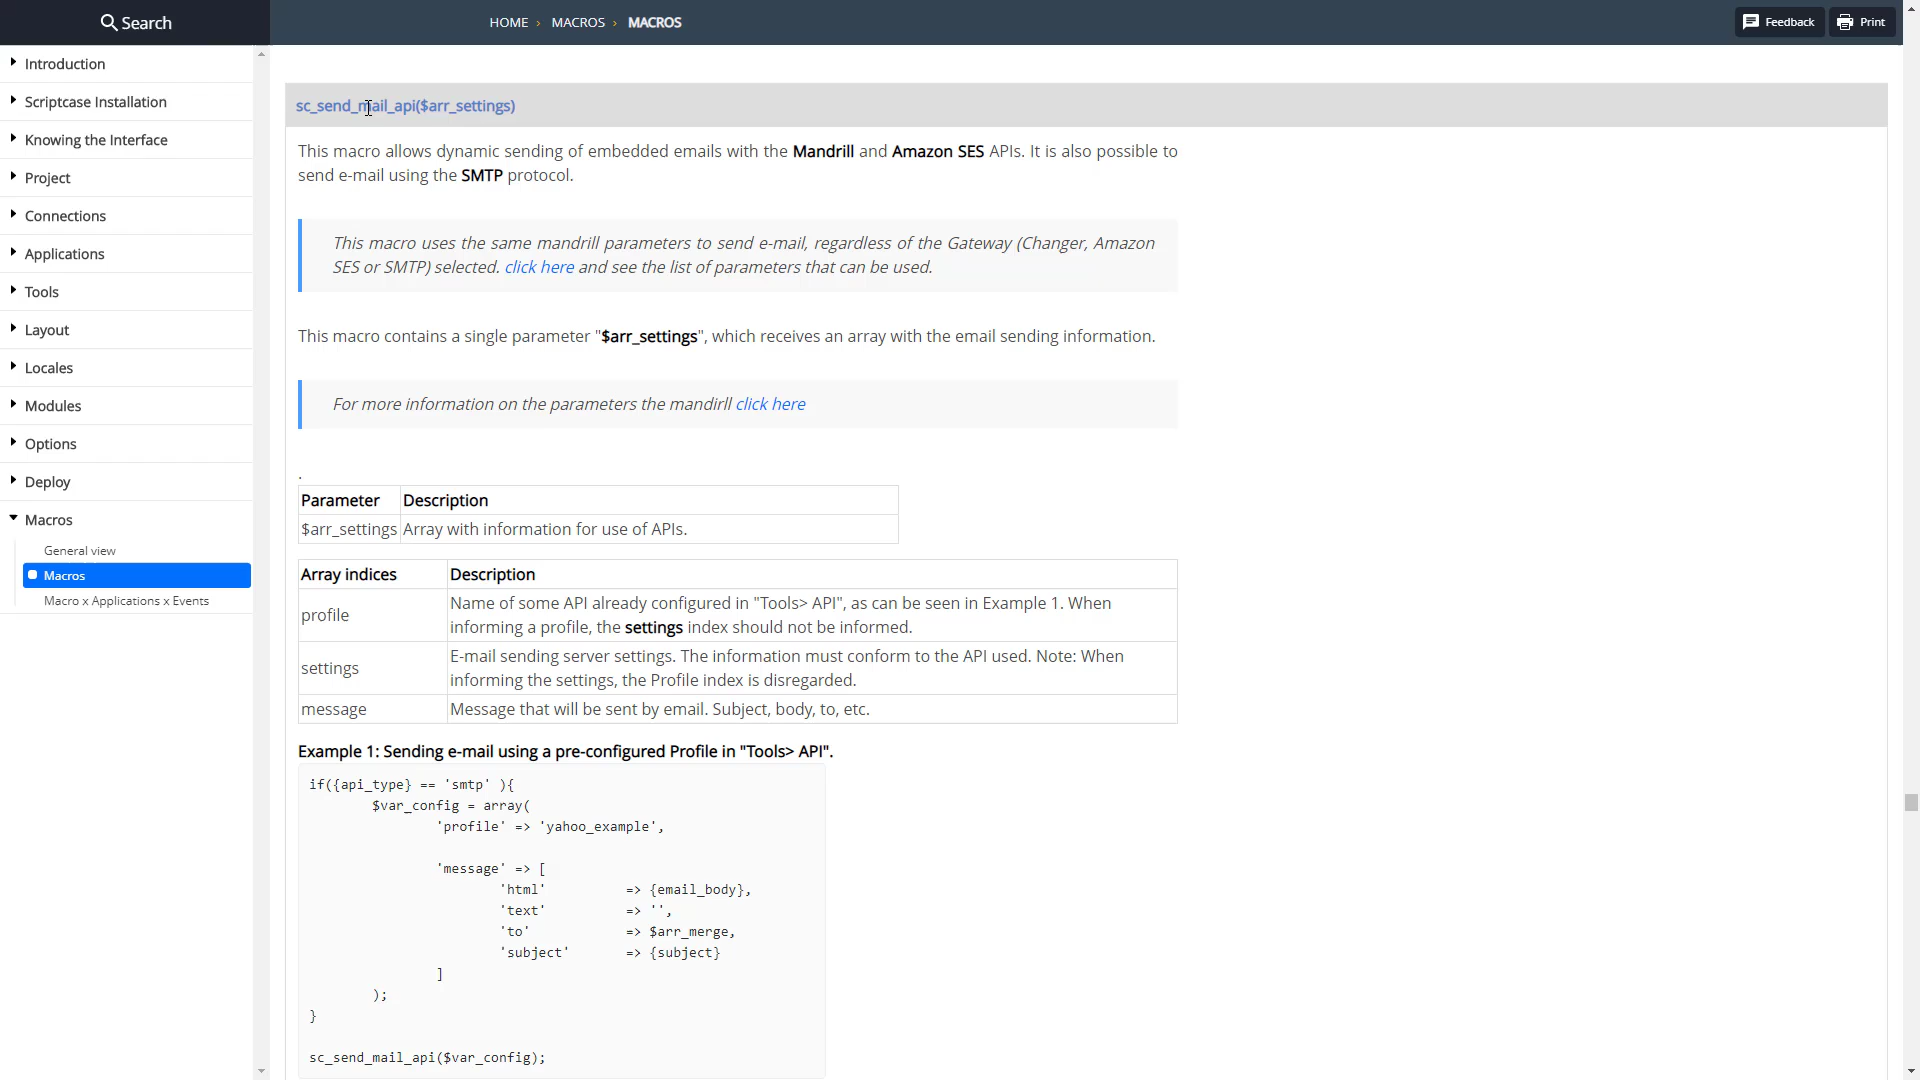 Search
HOME › MACROS › MACROS
Feedback
Print
Introduction
Scriptcase Installation
Knowing the Interface
Project
Connections
Applications
Tools
Layout
Locales
Modules
Options
Deploy
Macros
General view
Macros
Macro x Applications x Events
sc_send_mail_api($arr_settings)
This macro allows dynamic sending of embedded emails with the Mandrill and Amazon SES APIs. It is also possible to
send e-mail using the SMTP protocol.
This macro uses the same mandrill parameters to send e-mail, regardless of the Gateway (Changer, Amazon
SES or SMTP) selected. click here and see the list of parameters that can be used.
This macro contains a single parameter "$arr_settings", which receives an array with the email sending information.
For more information on the parameters the mandirll click here
.
Parameter Description
$arr_settings Array with information for use of APIs.
Array indices Description
profile Name of some API already configured in "Tools> API", as can be seen in Example 1. When
informing a profile, the settings index should not be informed.
settings E-mail sending server settings. The information must conform to the API used. Note: When
informing the settings, the Profile index is disregarded.
message Message that will be sent by email. Subject, body, to, etc.
Example 1: Sending e-mail using a pre-configured Profile in "Tools> API".
if({api_type} == 'smtp' ){
$var_config = array(
'profile' => 'yahoo_example',
'message' => [
'html' => {email_body},
'text' => '',
'to' => $arr_merge,
'subject' => {subject}
]
);
}
sc_send_mail_api($var_config);